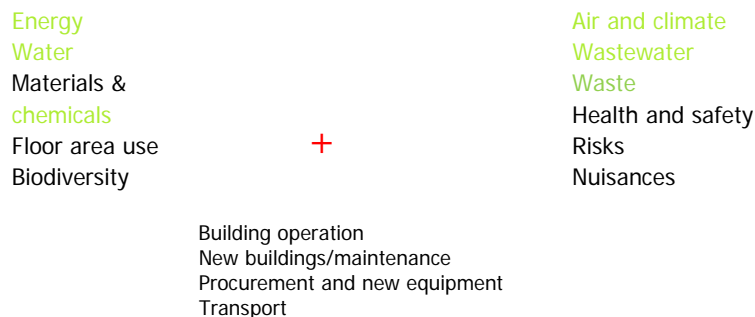 Energy
Water
Materials &
chemicals
Floor area use
Biodiversity
+
Air and climate
Wastewater
Waste
Health and safety
Risks
Nuisances
Building operation
New buildings/maintenance
Procurement and new equipment
Transport